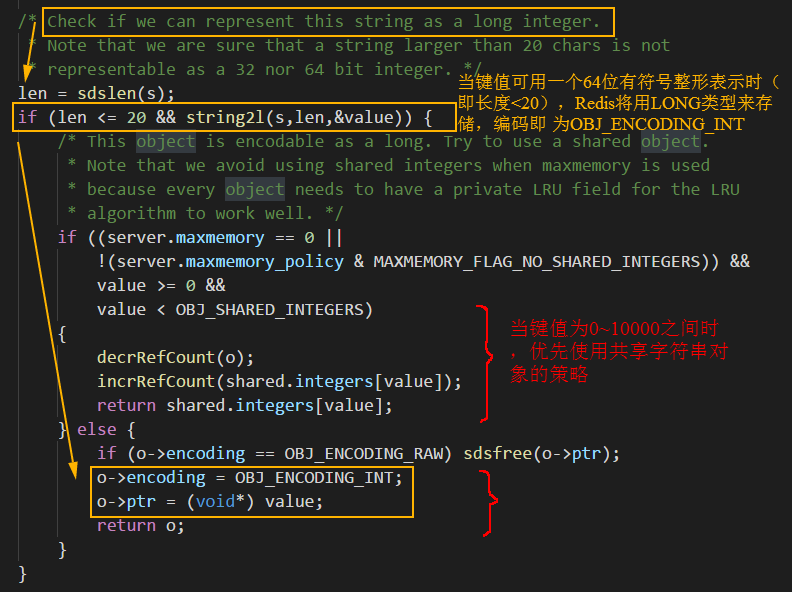 /* Check if we can represent this string as a long integer.
* Note that we are sure that a string larger than 20 chars is not
* representable as a 32 nor 64 bit integer. */
当键值可用一个64位有符号整形表示时（
len = sdslen(s);
即长度<20），Redis将用LONG类型来存
if (len <= 20 && string2l(s,len,&value)) {
储，编码即 为OBJ_ENCODING_INT
/* This object is encodable as a long. Try to use a shared object.
* Note that we avoid using shared integers when maxmemory is used
* because every object needs to have a private LRU field for the LRU
* algorithm to work well. */
if ((server.maxmemory == 0 ||
!(server.maxmemory_policy & MAXMEMORY_FLAG_NO_SHARED_INTEGERS)) &&
value >= 0 &&
value < OBJ_SHARED_INTEGERS)
{
当键值为0~10000之间时
，优先使用共享字符串对
象的策略
decrRefCount(o);
incrRefCount(shared.integers[value]);
return shared.integers[value];
} else {
if (o->encoding == OBJ_ENCODING_RAW) sdsfree(o->ptr);
o->encoding = OBJ_ENCODING_INT;
o->ptr = (void*) value;
return o;
}
}